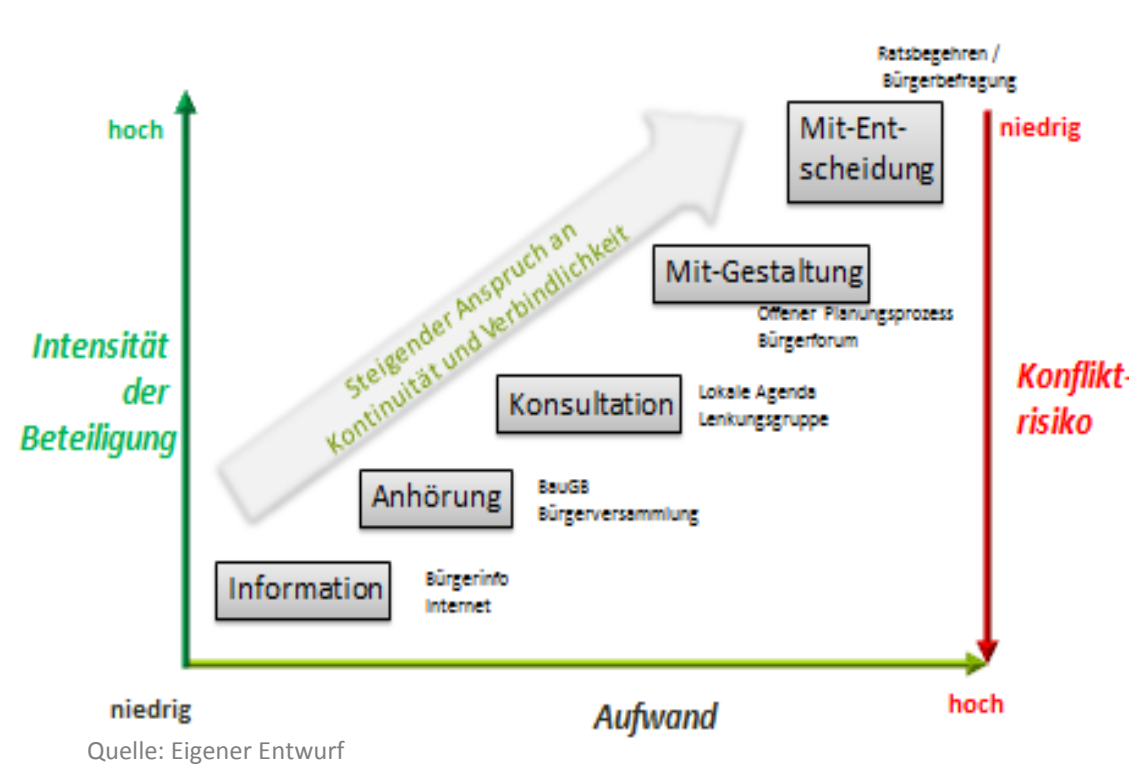 Ratsbegehren /
Bürgerbefragung
hoch
niedrig
Mit-Ent-
scheidung
Steigender Anspruch an
Kontinuität und Verbindlichkeit
Mit-Gestaltung
Offener Planungsprozess
Bürgerforum
Intensität
der
Beteiligung
Konflikt-
risiko
Konsultation
Lokale Agenda
Lenkungsgruppe
Anhörung
BauGB
Bürgerversammlung
Information
Bürgerinfo
Internet
niedrig
Aufwand
hoch
Quelle: Eigener Entwurf